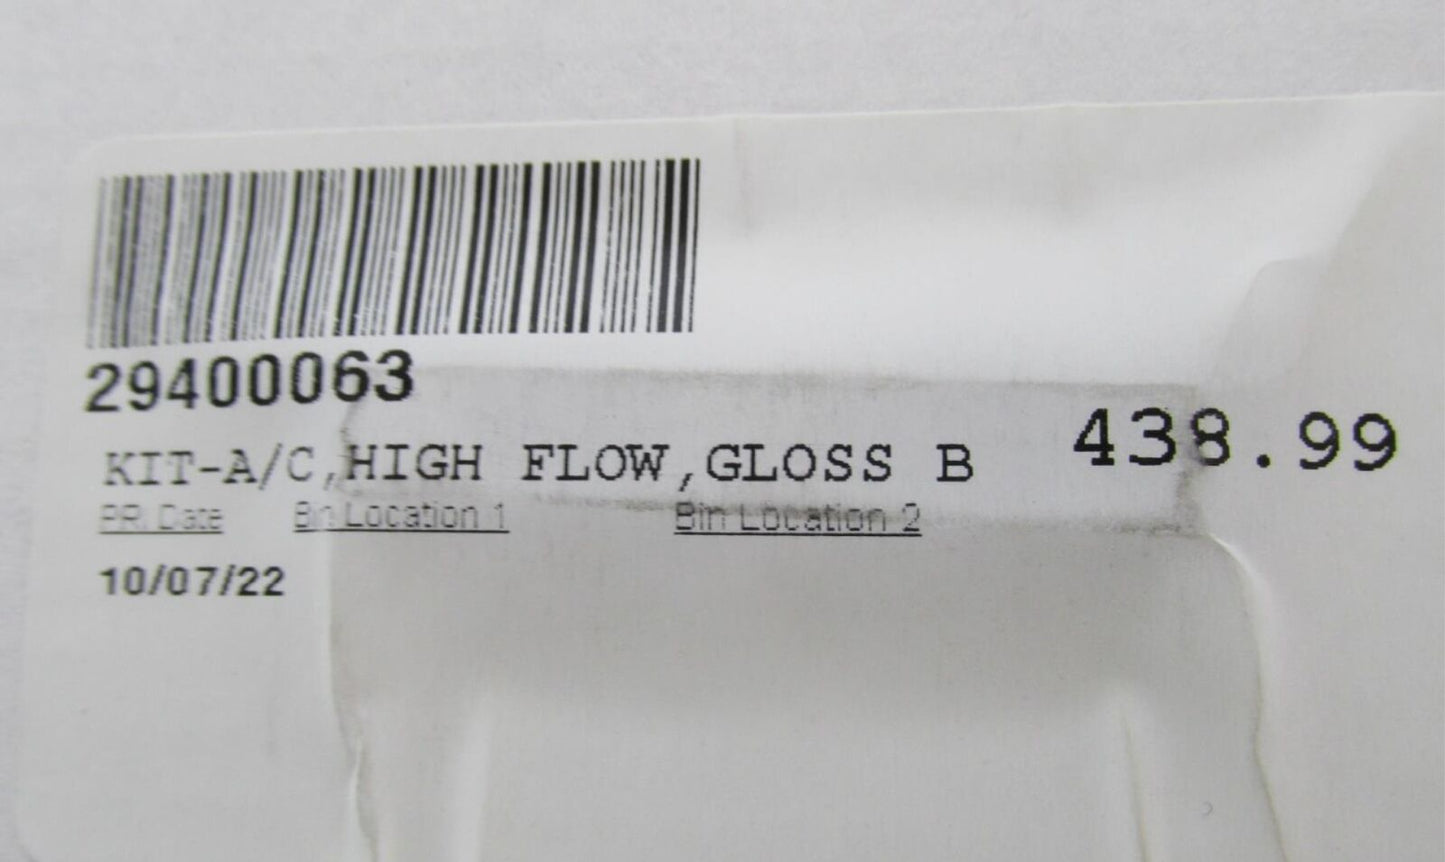 29400063
KIT-A/C,HIGH FLOW,GLOSS B 438.99
PR Date Bin Location 1 Bin Location 2
10/07/22